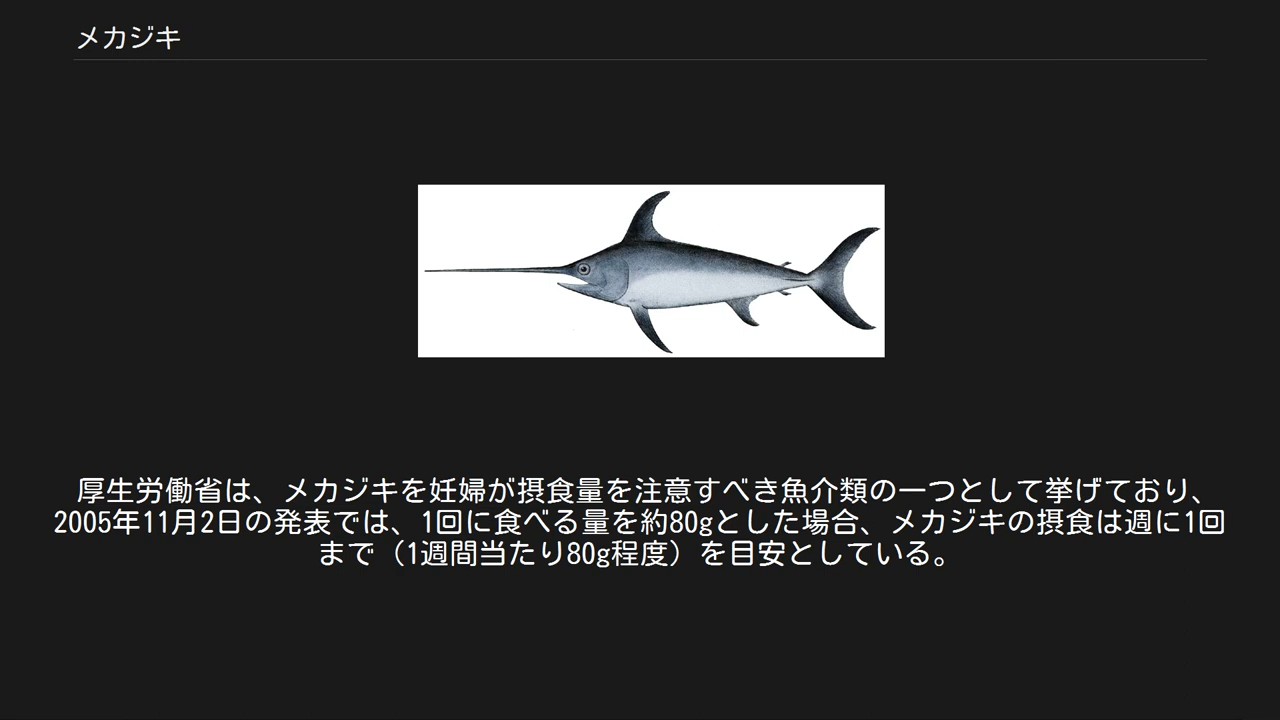 メカジキ
厚生労働省は、メカジキを妊婦が摂食量を注意すべき魚介類の一つとして挙げており、
2005年11月2日の発表では、1回に食べる量を約80gとした場合、メカジキの摂食は週に1回
まで（1週間当たり80g程度）を目安としている。